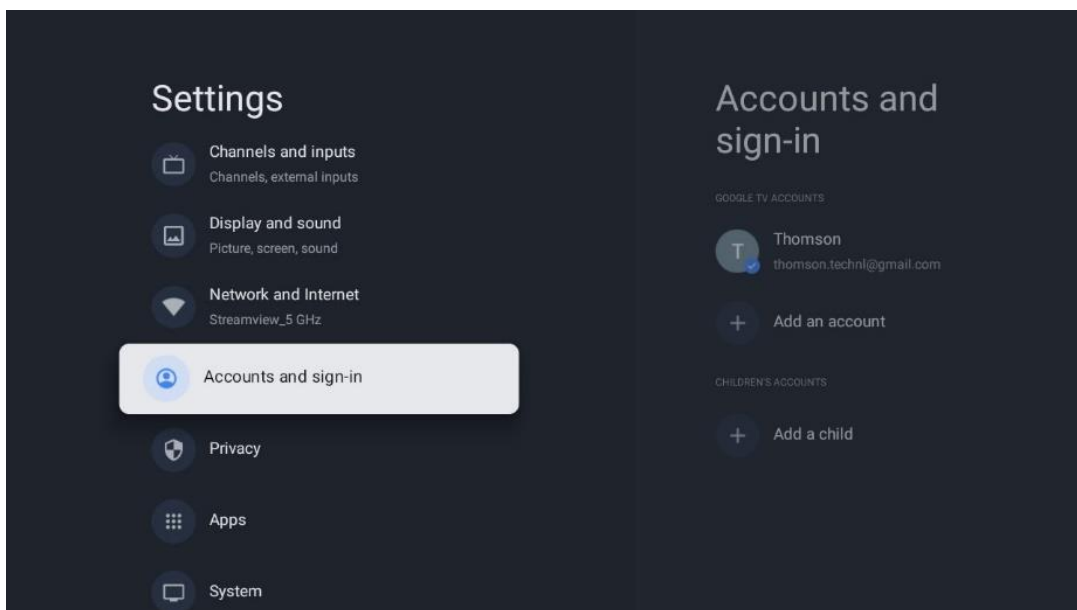 Settings
Channels and inputs
Channels, external inputs
Display and sound
Picture, screen, sound
Network and Internet
Streamview_5 GHz
Accounts and sign-in
Privacy
Apps
System
Accounts and
sign-in
GOOGLE TV ACCOUNTS
T
Thomson
thomson.technl@gmail.com
Add an account
CHILDREN'S ACCOUNTS
Add a child